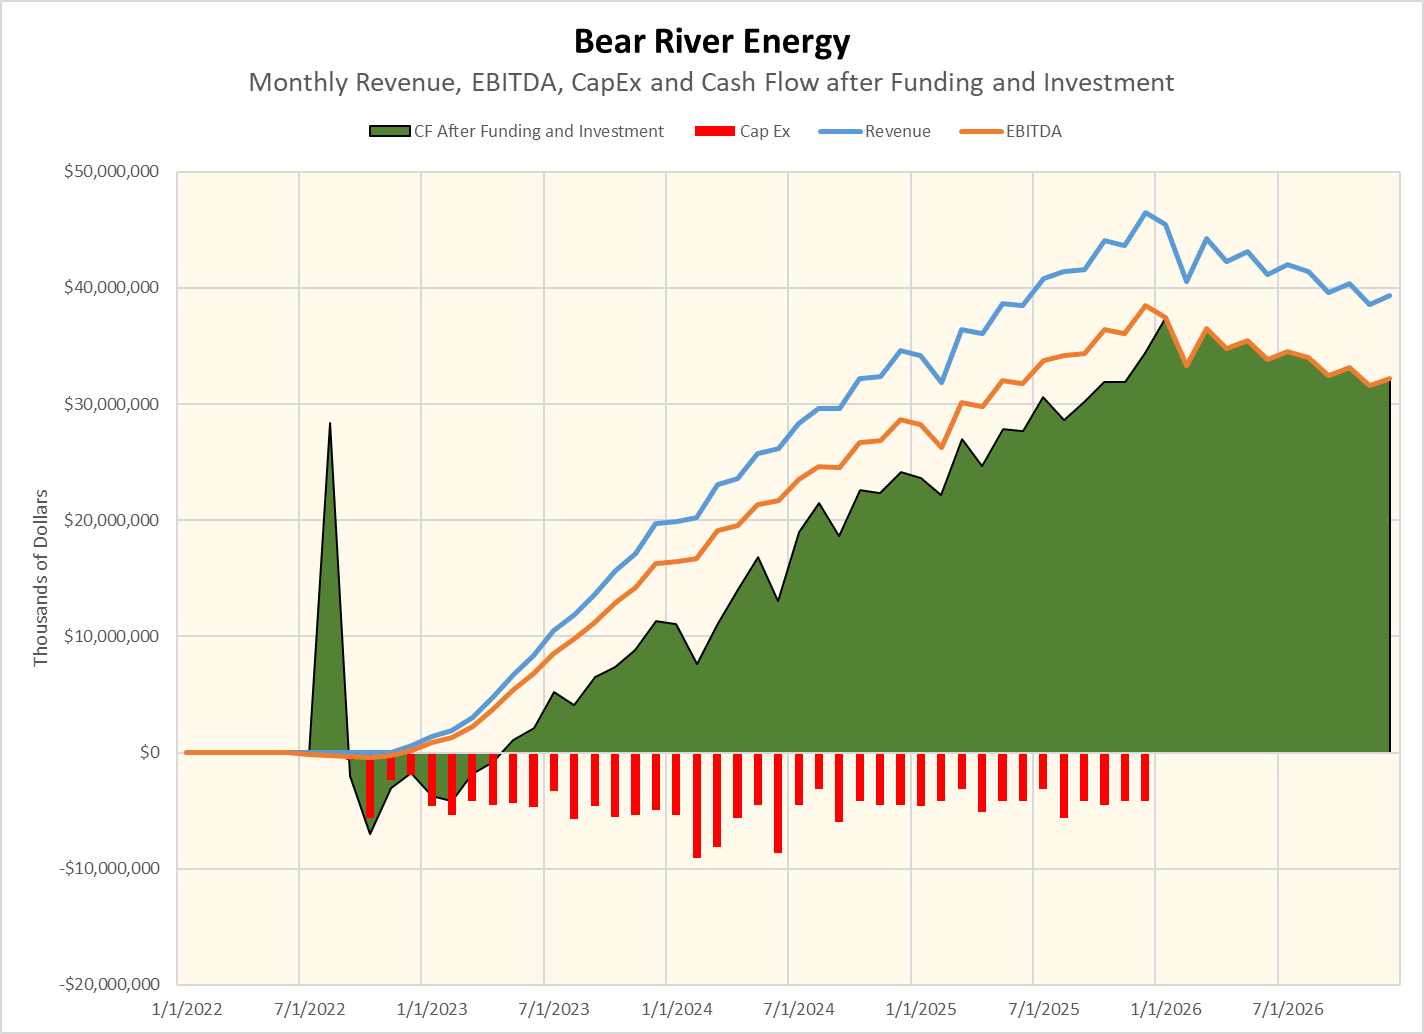 Bear River Energy
Monthly Revenue, EBITDA, CapEx and Cash Flow after Funding and Investment
CF After Funding and Investment Cap Ex Revenue EBITDA
$50,000,000
$40,000,000
$30,000,000
$20,000,000
$10,000,000
$0
-$10,000,000
-$20,000,000
Thousands of Dollars
1/1/2022 7/1/2022 1/1/2023 7/1/2023 1/1/2024 7/1/2024 1/1/2025 7/1/2025 1/1/2026 7/1/2026